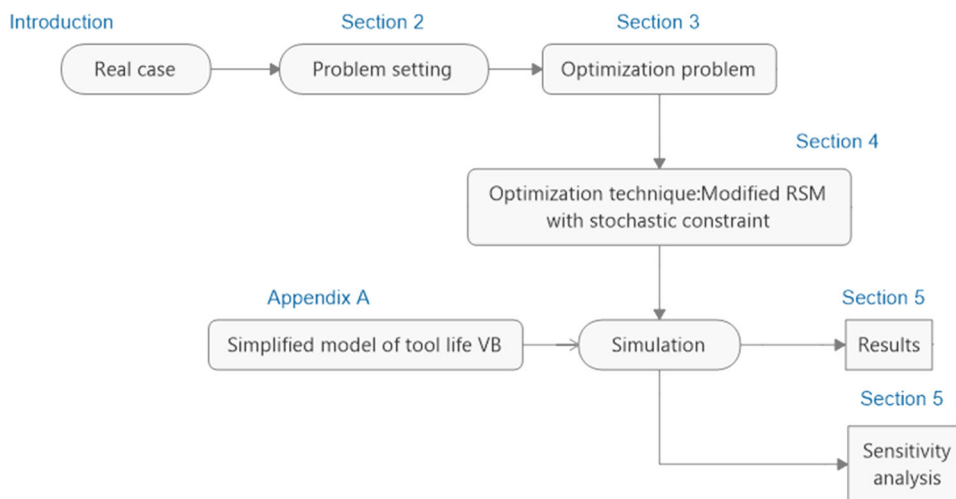 Introduction
Section 2
Section 3
Real case
Problem setting
Optimization problem
Section 4
Optimization technique:Modified RSM
with stochastic constraint
Appendix A
Section 5
Simplified model of tool life VB
Simulation
Results
Section 5
Sensitivity
analysis